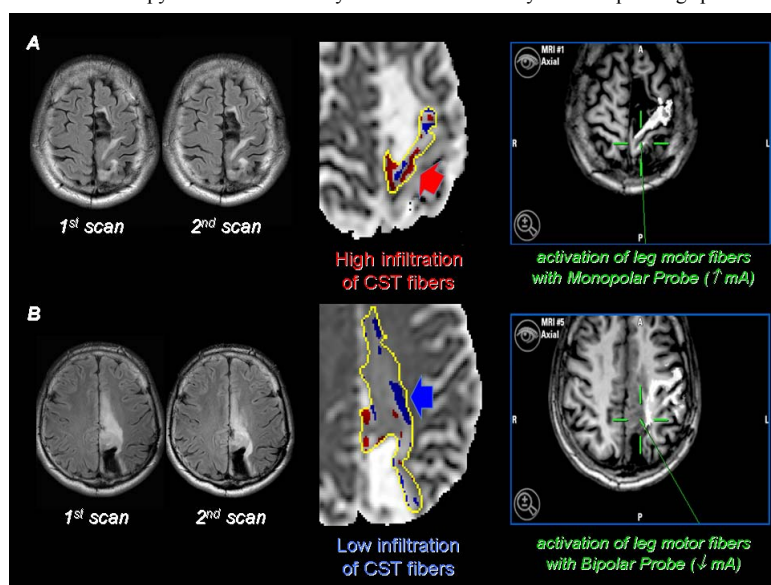 A
1st scan
2nd scan
High infiltration
of CST fibers
MRI #1
Axial
A
R
L
P
activation of leg motor fibers
with Monopolar Probe (↑ mA)
B
1st scan
2nd scan
Low infiltration
of CST fibers
MRI #5
Axial
A
R
L
P
activation of leg motor fibers
with Bipolar Probe (↓ mA)